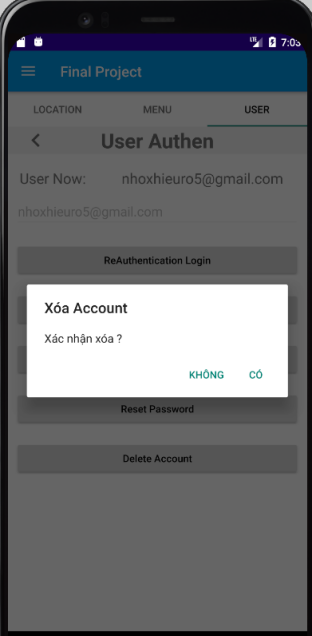 LTE 7:03
Final Project
LOCATION MENU USER
User Authen
User Now: nhoxhieuro5@gmail.com
nhoxhieuro5@gmail.com
ReAuthentication Login
Xóa Account
Xác nhận xóa ?
KHÔNG CÓ
Reset Password
Delete Account